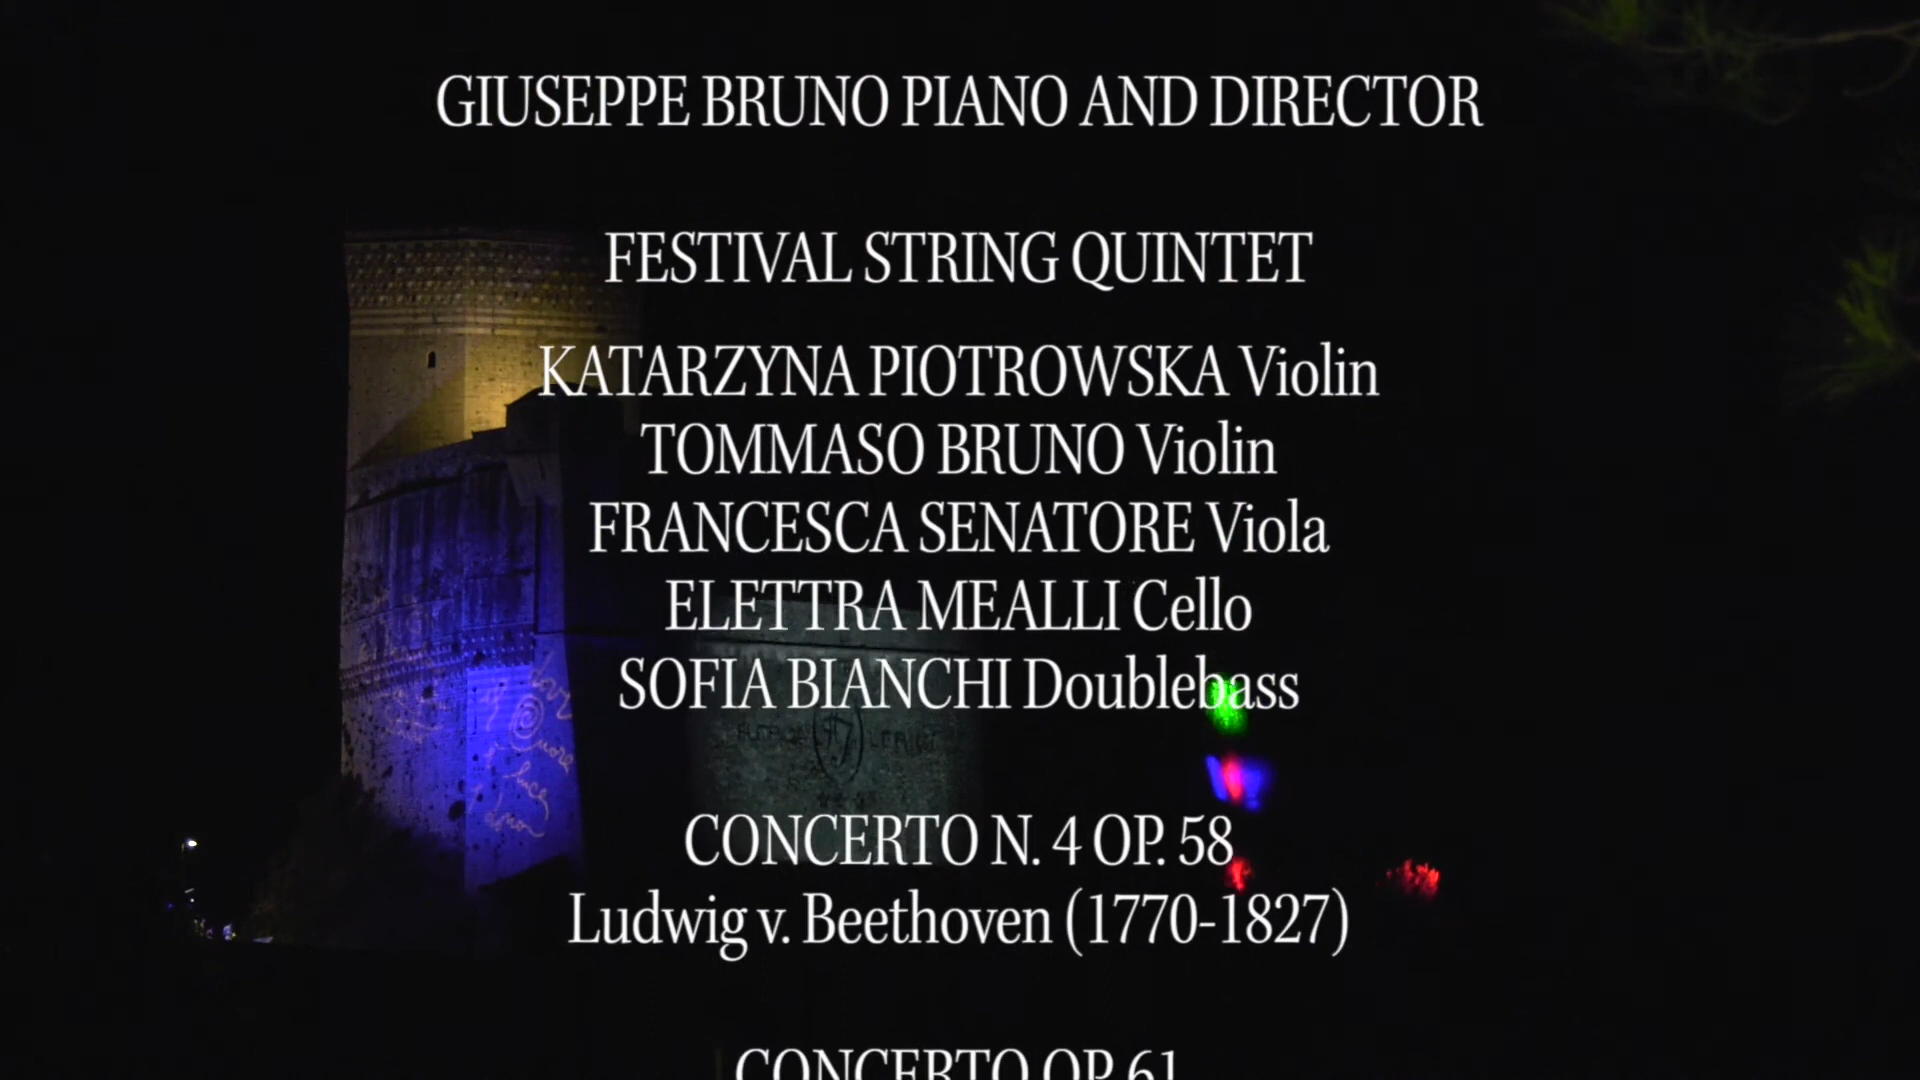 GIUSEPPE BRUNO PIANO AND DIRECTOR
FESTIVAL STRING QUINTET
KATARZYNA PIOTROWSKA Violin
TOMMASO BRUNO Violin
FRANCESCA SENATORE Viola
ELETTRA MEALLI Cello
SOFIA BIANCHI Doublebass
CONCERTO N. 4 OP. 58
Ludwig v. Beethoven (1770-1827)
CONCERTO OP. 61